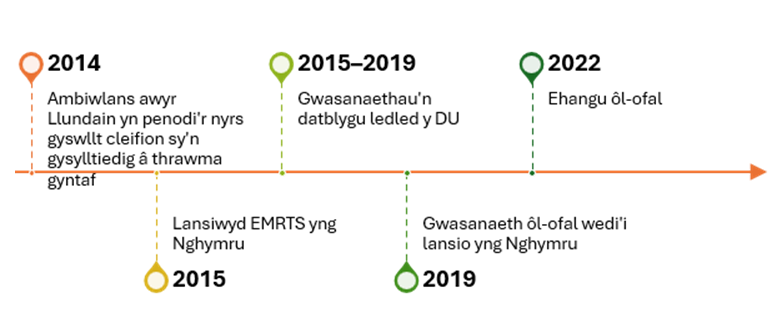 2014
Ambiwlans awyr
Llundain yn penodi'r nyrs
gyswllt cleifion sy'n
gysylltiedig â thrawma
gyntaf
2015–2019
Gwasanaethau'n
datblygu ledled y DU
2022
Ehangu ôl-ofal
Lansiwyd EMRTS yng
Nghymru
2015
Gwasanaeth ôl-ofal wedi'i
lansio yng Nghymru
2019